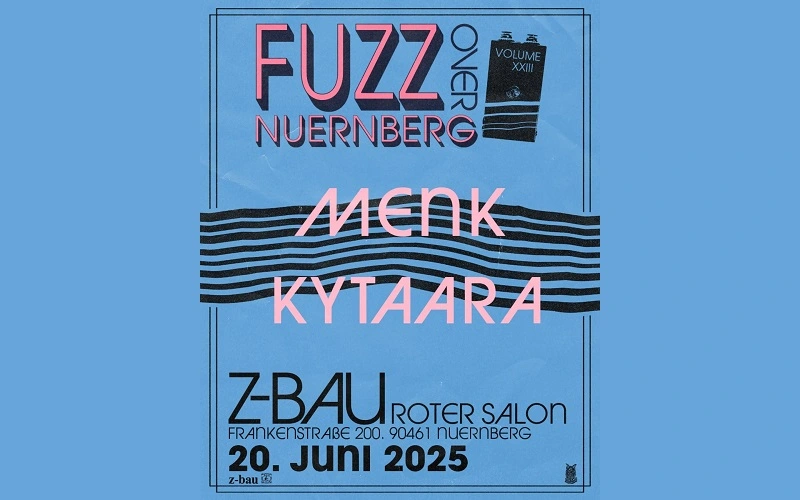 FUZZ
OVER
NUERNBERG
VOLUME
XXIII
MENK
KYTAARA
Z-BAU ROTER SALON
FRANKENSTRAßE 200. 90461 NUERNBERG
20. JUNI 2025
z-bau